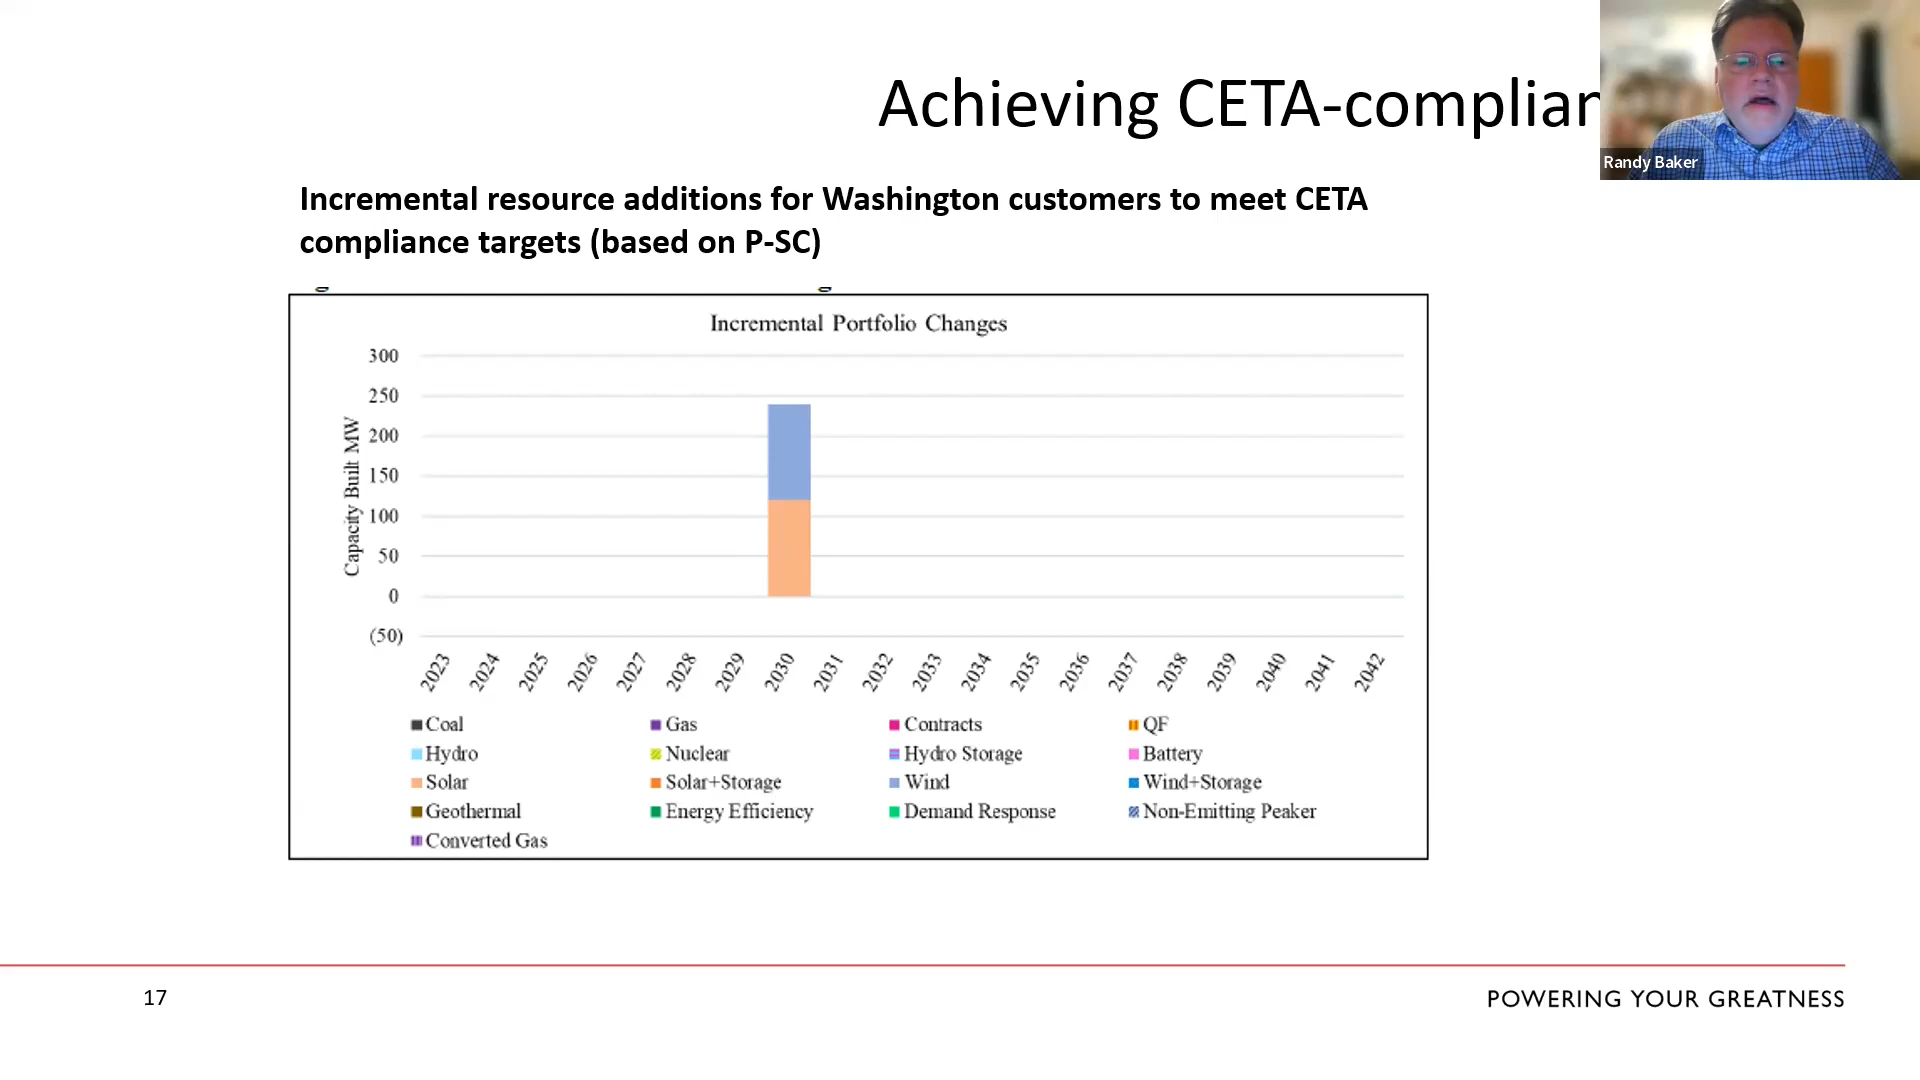 Achieving CETA-complian
Randy Baker
Incremental resource additions for Washington customers to meet CETA
compliance targets (based on P-SC)
Incremental Portfolio Changes
Capacity Built MW
300
250
200
150
100
50
0
(50)
2023 2024 2025 2026 2027 2028 2029 2030 2031 2032 2033 2034 2035 2036 2037 2038 2039 2040 2041 2042
Coal Gas Contracts QF
Hydro Nuclear Hydro Storage Battery
Solar Solar+Storage Wind Wind+Storage
Geothermal Energy Efficiency Demand Response Non-Emitting Peaker
Converted Gas
17
POWERING YOUR GREATNESS